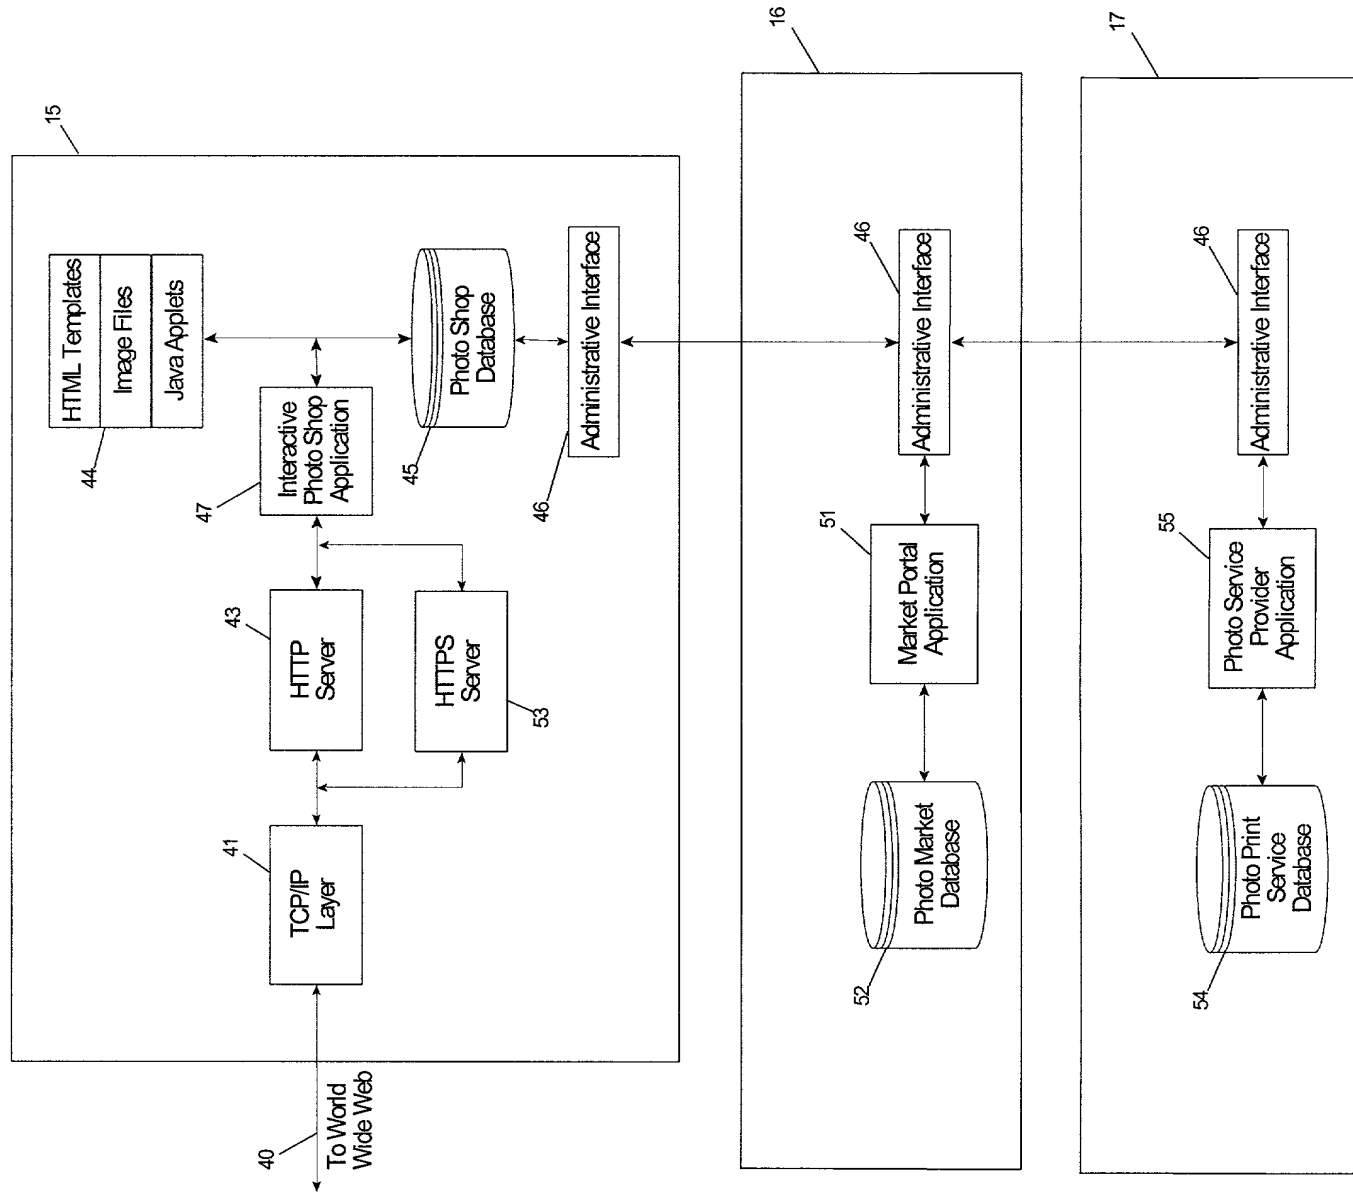 15
HTML Templates
Image Files
Java Applets
44
Interactive
Photo Shop
Application
47
Photo Shop
Database
45
Administrative Interface
46
HTTP
Server
43
HTTPS
Server
53
TCP/IP
Layer
41
To World
Wide Web
40
16
Administrative Interface
46
Market Portal
Application
51
Photo Market
Database
52
17
Administrative Interface
46
Photo Service
Provider
Application
55
Photo Print
Service
Database
54